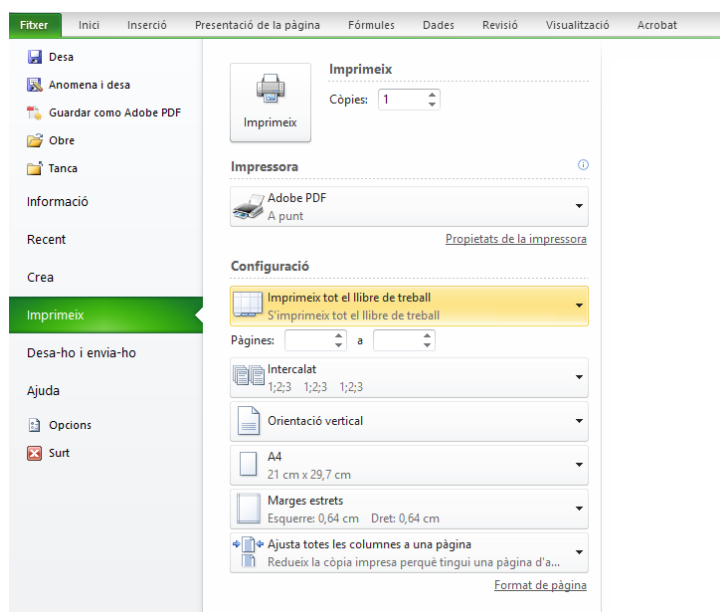 Fitxer Inici Inserció Presentació de la pàgina Fórmules Dades Revisió Visualització Acrobat
Desa
Anomena i desa
Guardar como Adobe PDF
Obre
Tanca
Informació
Recent
Crea
Imprimeix
Desa-ho i envia-ho
Ajuda
Opcions
Surt
Imprimeix
Imprimeix
Còpies: 1
Impressora
Adobe PDF
A punt
Propietats de la impressora
Configuració
Imprimeix tot el llibre de treball
S'imprimeix tot el llibre de treball
Pàgines: a
Intercalat
1;2;3 1;2;3 1;2;3
Orientació vertical
A4
21 cm x 29,7 cm
Marges estrets
Esquerre: 0,64 cm Dret: 0,64 cm
Ajusta totes les columnes a una pàgina
Redueix la còpia impresa perquè tingui una pàgina d'a...
Format de pàgina